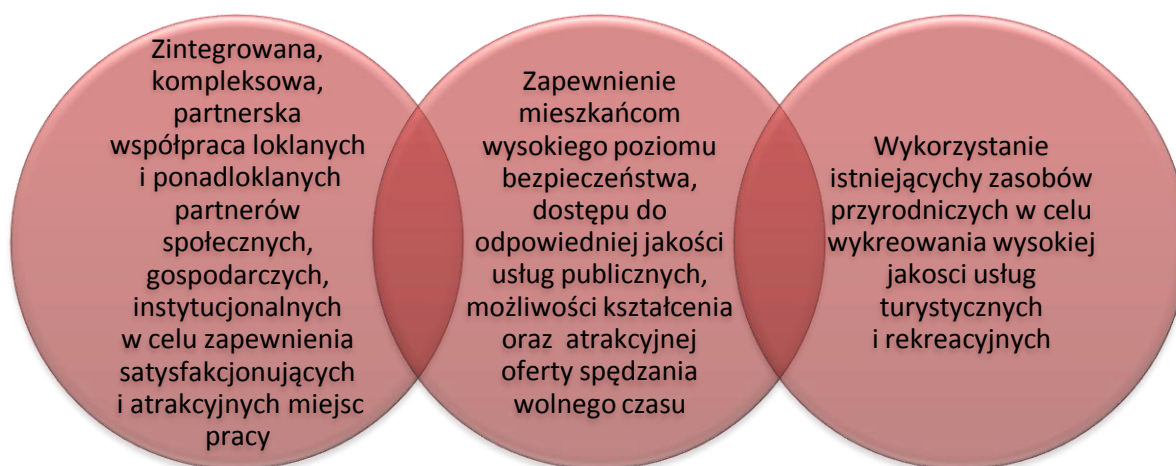 Zintegrowana,
kompleksowa,
partnerska
współpraca loklanych
i ponadloklanych
partnerów
społecznych,
gospodarczych,
instytucjonalnych
w celu zapewnienia
satysfakcjonujących
i atrakcyjnych miejsc
pracy
Zapewnienie
mieszkańcom
wysokiego poziomu
bezpieczeństwa,
dostępu do
odpowiedniej jakości
usług publicznych,
możliwości kształcenia
oraz atrakcyjnej
oferty spędzania
wolnego czasu
Wykorzystanie
istniejącychy zasobów
przyrodniczych w celu
wykreowania wysokiej
jakosci usług
turystycznych
i rekreacyjnych